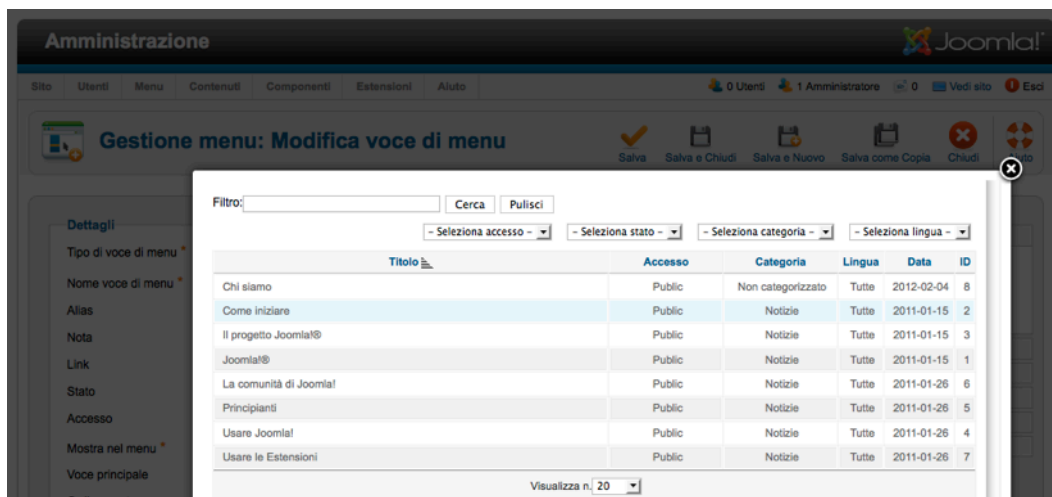 Amministrazione
Joomla!
Sito Utenti Menu Contenuti Componenti Estensioni Aiuto 0 Utenti 1 Amministratore 0 Vedi sito Esci
Gestione menu: Modifica voce di menu
Salva Salva e Chiudi Salva e Nuovo Salva come Copia Chiudi
Filtro: Cerca Pulisci
- Seleziona accesso - - Seleziona stato - - Seleziona categoria - - Seleziona lingua -
Titolo Accesso Categoria Lingua Data ID
Chi siamo Public Non categorizzato Tutte 2012-02-04 8
Come iniziare Public Notizie Tutte 2011-01-15 2
Il progetto Joomla!® Public Notizie Tutte 2011-01-15 3
Joomla!® Public Notizie Tutte 2011-01-15 1
La comunità di Joomla! Public Notizie Tutte 2011-01-26 6
Principianti Public Notizie Tutte 2011-01-26 5
Usare Joomla! Public Notizie Tutte 2011-01-26 4
Usare le Estensioni Public Notizie Tutte 2011-01-26 7
Visualizza n. 20
Dettagli
Tipo di voce di menu *
Nome voce di menu *
Alias
Nota
Link
Stato
Accesso
Mostra nel menu *
Voce principale